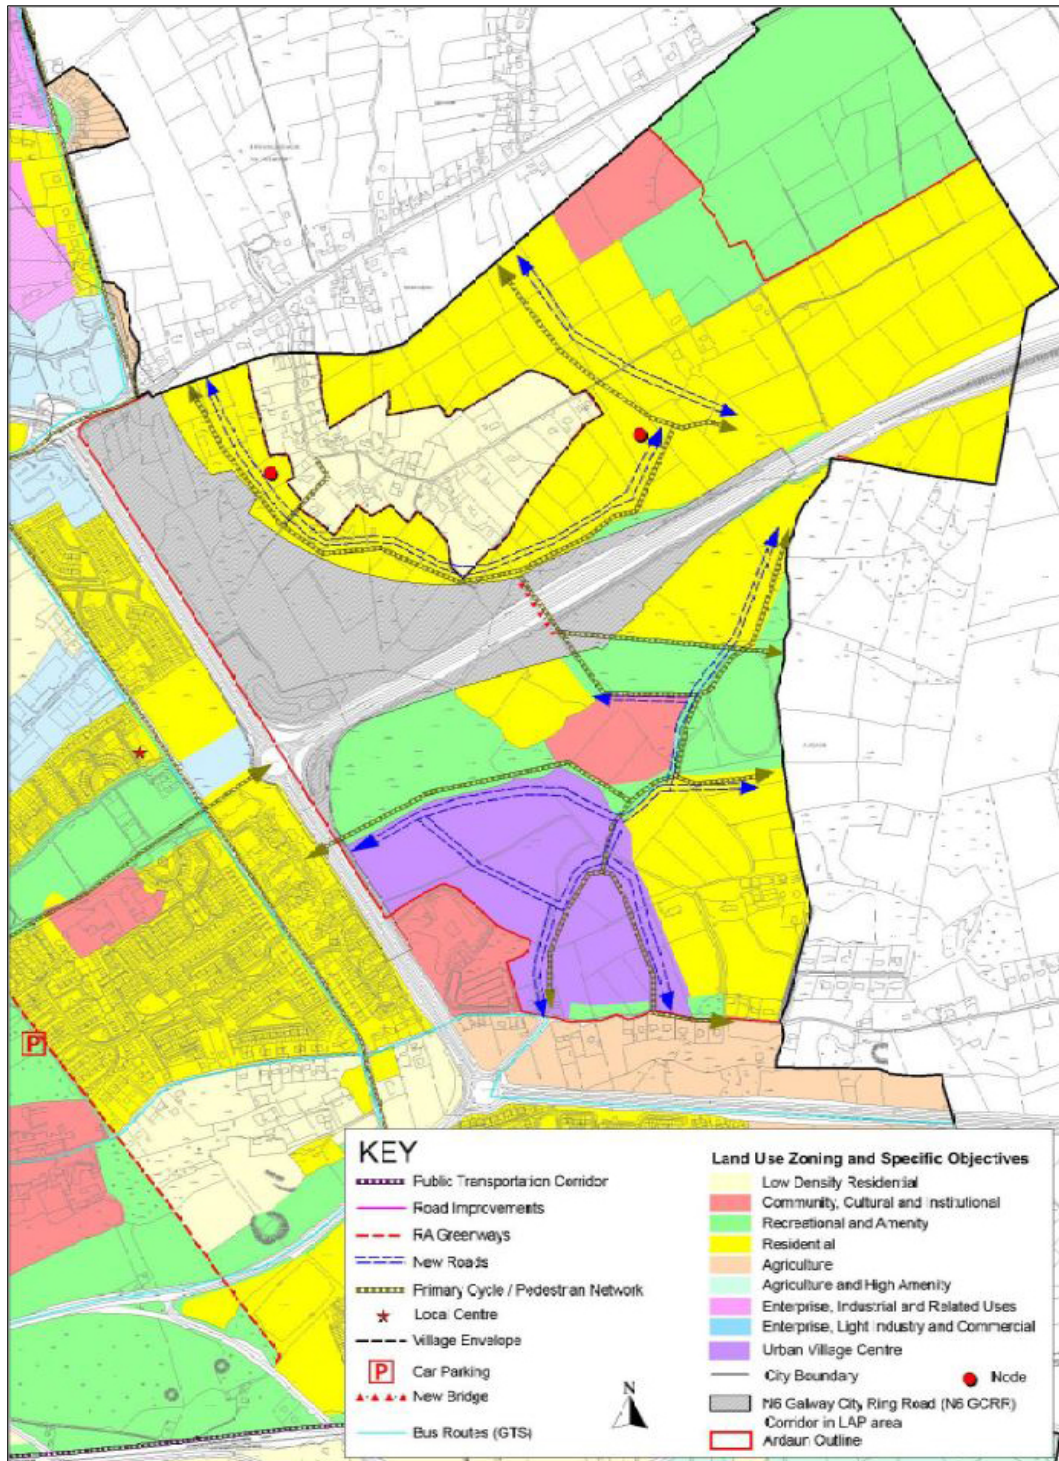 P
KEY
Public Transportation Corridor
Road Improvements
RA Greenways
New Roads
Primary Cycle / Pedestrian Network
Local Centre
Village Envelope
P Car Parking
New Bridge
Bus Routes (GTS)
N
Land Use Zoning and Specific Objectives
Low Density Residential
Community, Cultural and Institutional
Recreational and Amenity
Residential
Agriculture
Agriculture and High Amenity
Enterprise, Industrial and Related Uses
Enterprise, Light Industry and Commercial
Urban Village Centre
City Boundary
Node
N6 Galway City Ring Road (N6 GCRR)
Corridor in LAP area
Ardaun Outline